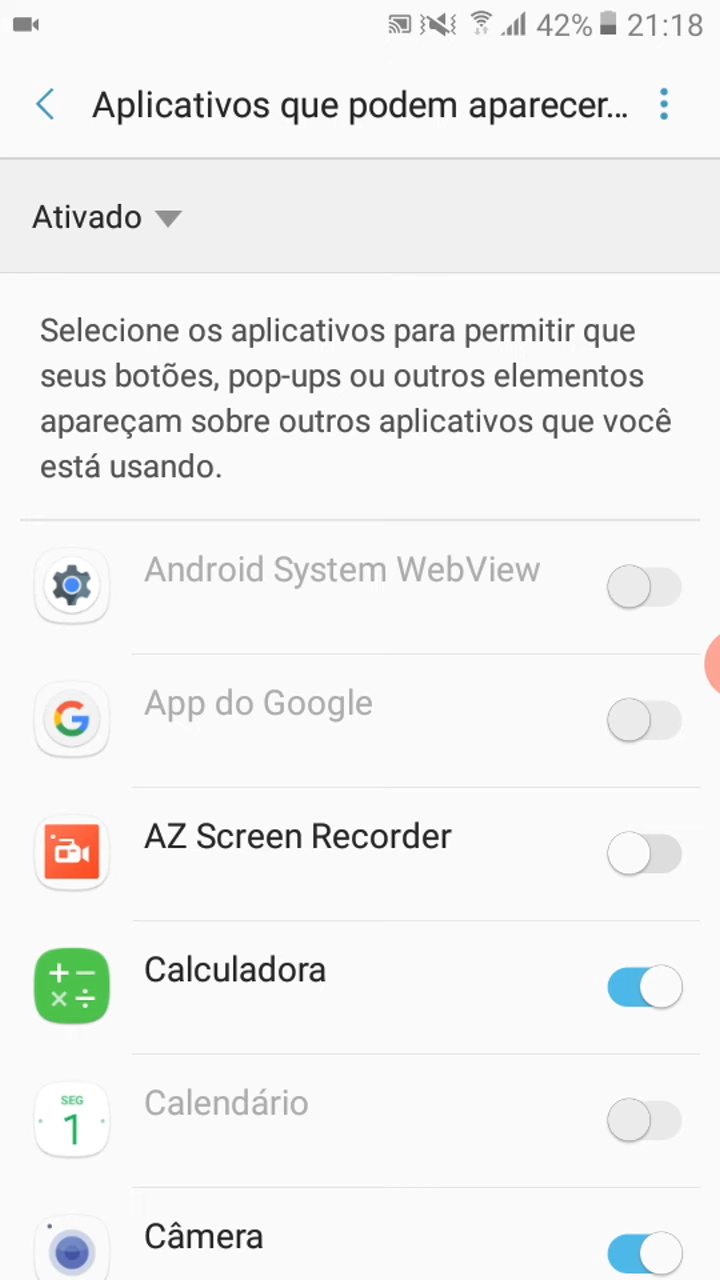 42% 21:18
Aplicativos que podem aparecer...
Ativado
Selecione os aplicativos para permitir que
seus botões, pop-ups ou outros elementos
apareçam sobre outros aplicativos que você
está usando.
Android System WebView
App do Google
AZ Screen Recorder
Calculadora
SEG
1
Calendário
Câmera